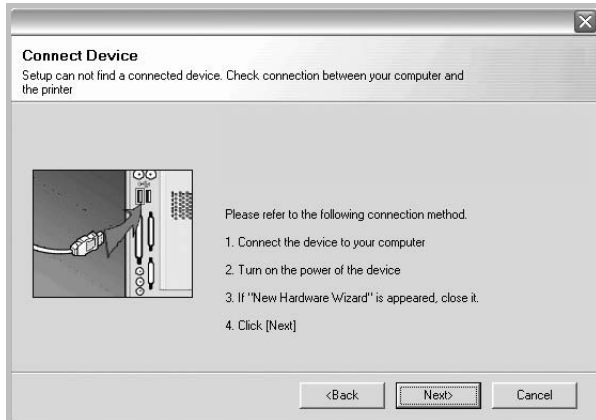 Connect Device
Setup can not find a connected device. Check connection between your computer and
the printer
Please refer to the following connection method.
1. Connect the device to your computer
2. Turn on the power of the device
3. If "New Hardware Wizard" is appeared, close it.
4. Click [Next]
<Back
Next>
Cancel